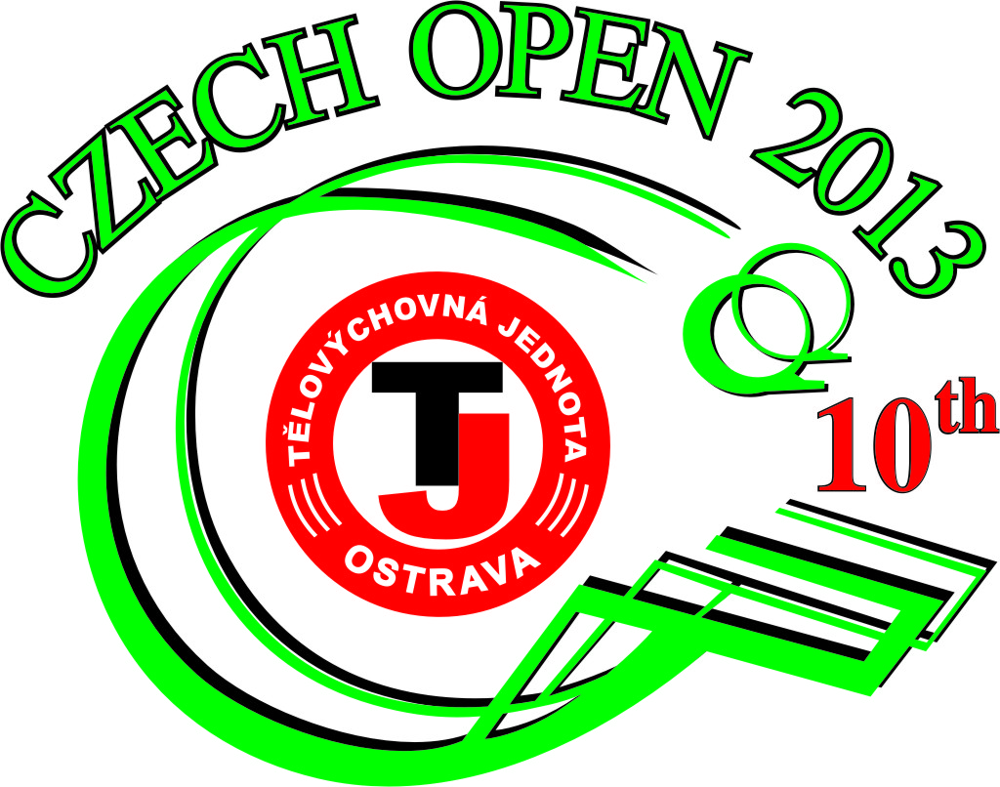 CZECH OPEN 2013
TĚLOVÝCHOVNÁ JEDNOTA
TJ
OSTRAVA
10th